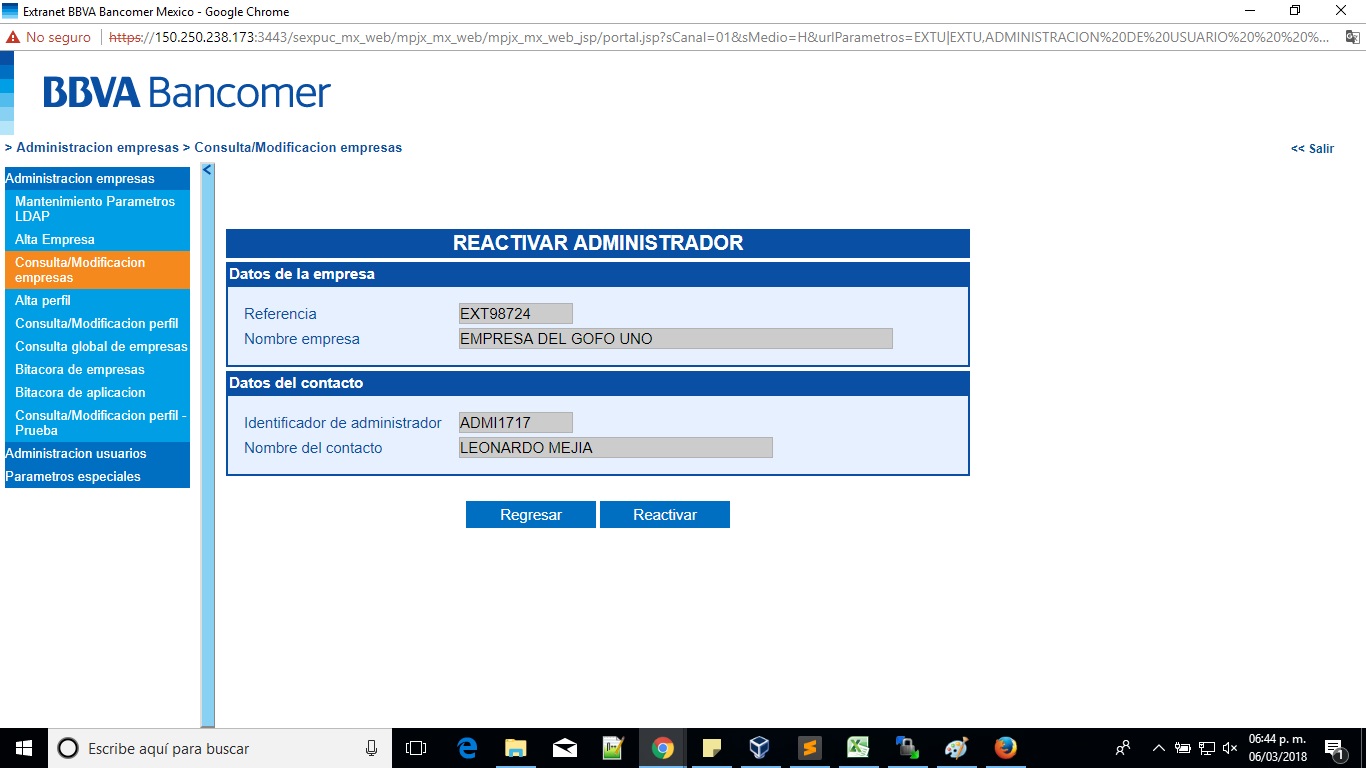 Extranet BBVA Bancomer Mexico - Google Chrome
No seguro | https://150.250.238.173:3443/sexpuc_mx_web/mpjx_mx_web/mpjx_mx_web_jsp/portal.jsp?sCanal=01&sMedio=H&urlParametros=EXTU|EXTU,ADMINISTRACION%20DE%20USUARIO%20%20%20%...
BBVA Bancomer
> Administracion empresas > Consulta/Modificacion empresas
<< Salir
Administracion empresas
Mantenimiento Parametros
LDAP
Alta Empresa
Consulta/Modificacion
empresas
Alta perfil
Consulta/Modificacion perfil
Consulta global de empresas
Bitacora de empresas
Bitacora de aplicacion
Consulta/Modificacion perfil -
Prueba
Administracion usuarios
Parametros especiales
<
REACTIVAR ADMINISTRADOR
Datos de la empresa
Referencia EXT98724
Nombre empresa EMPRESA DEL GOFO UNO
Datos del contacto
Identificador de administrador ADMI1717
Nombre del contacto LEONARDO MEJIA
Regresar Reactivar
Escribe aquí para buscar
06:44 p. m.
06/03/2018
1